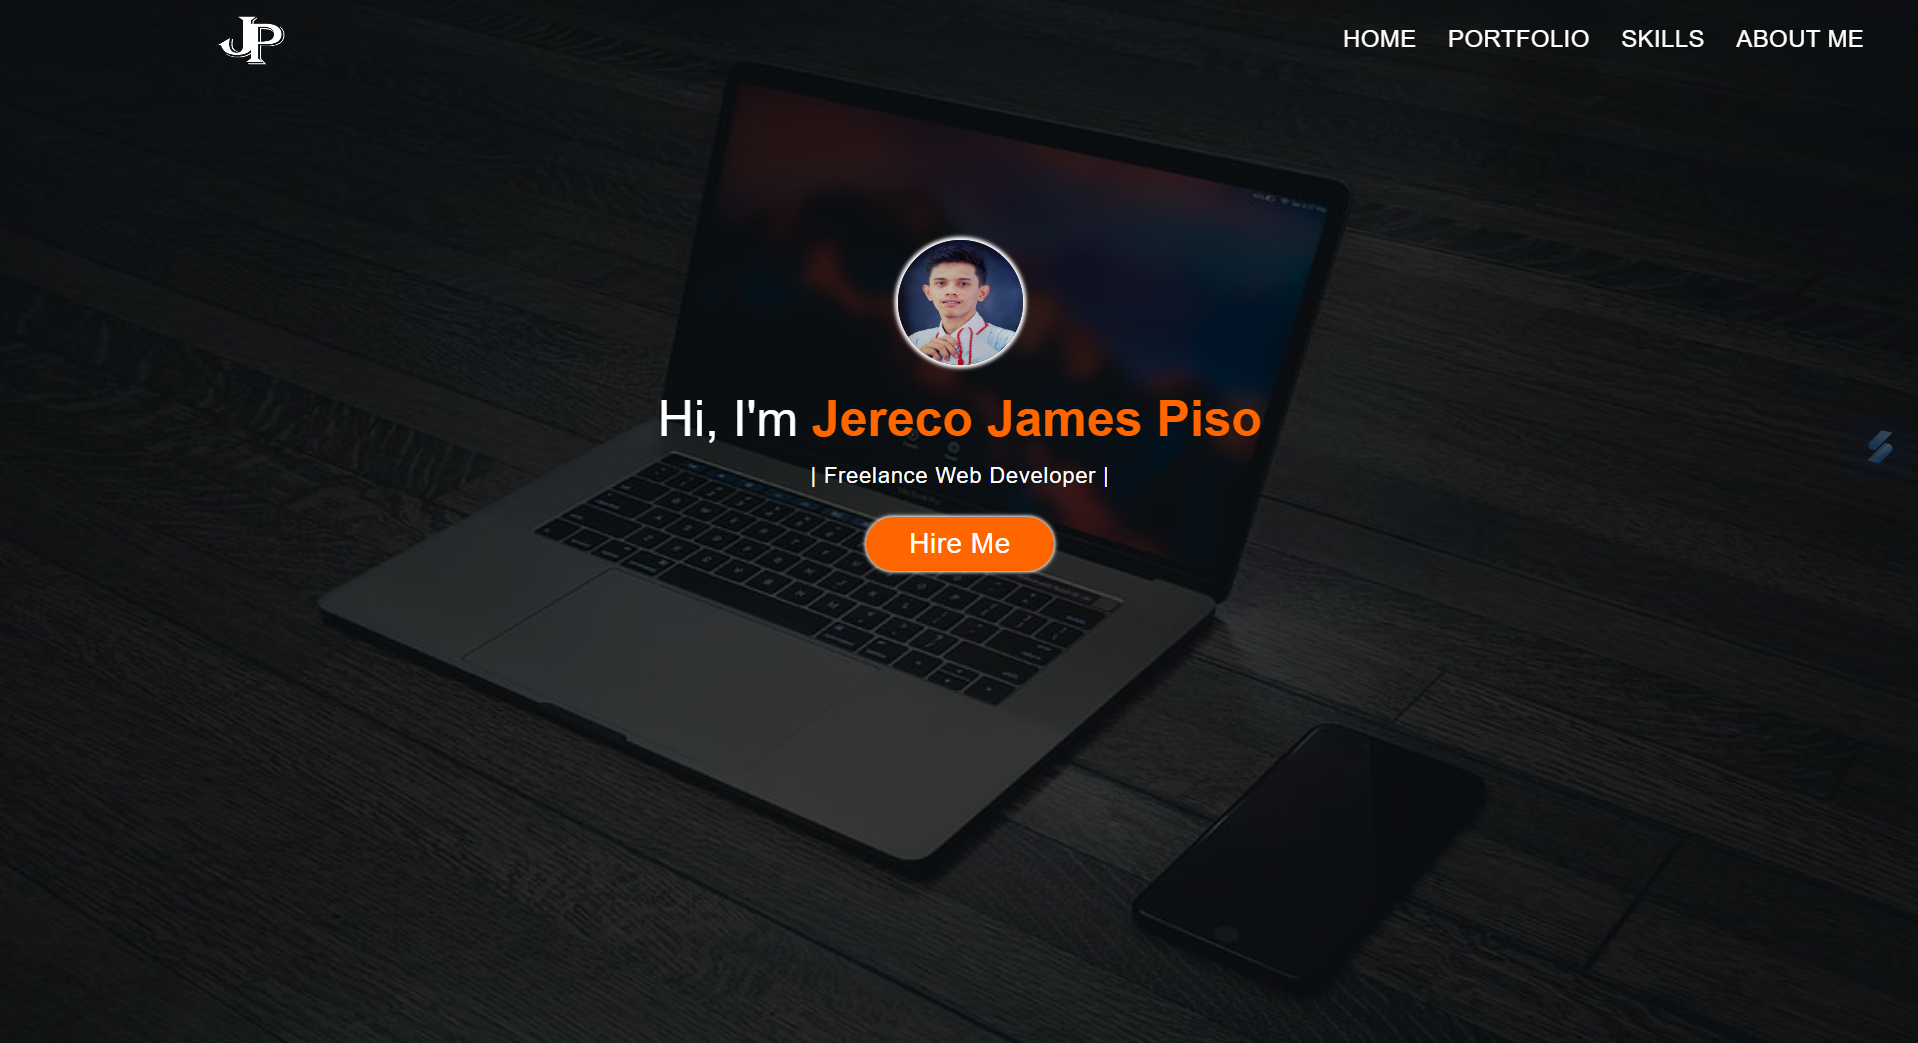 JP
HOME PORTFOLIO SKILLS ABOUT ME
Hi, I'm Jereco James Piso
| Freelance Web Developer |
Hire Me